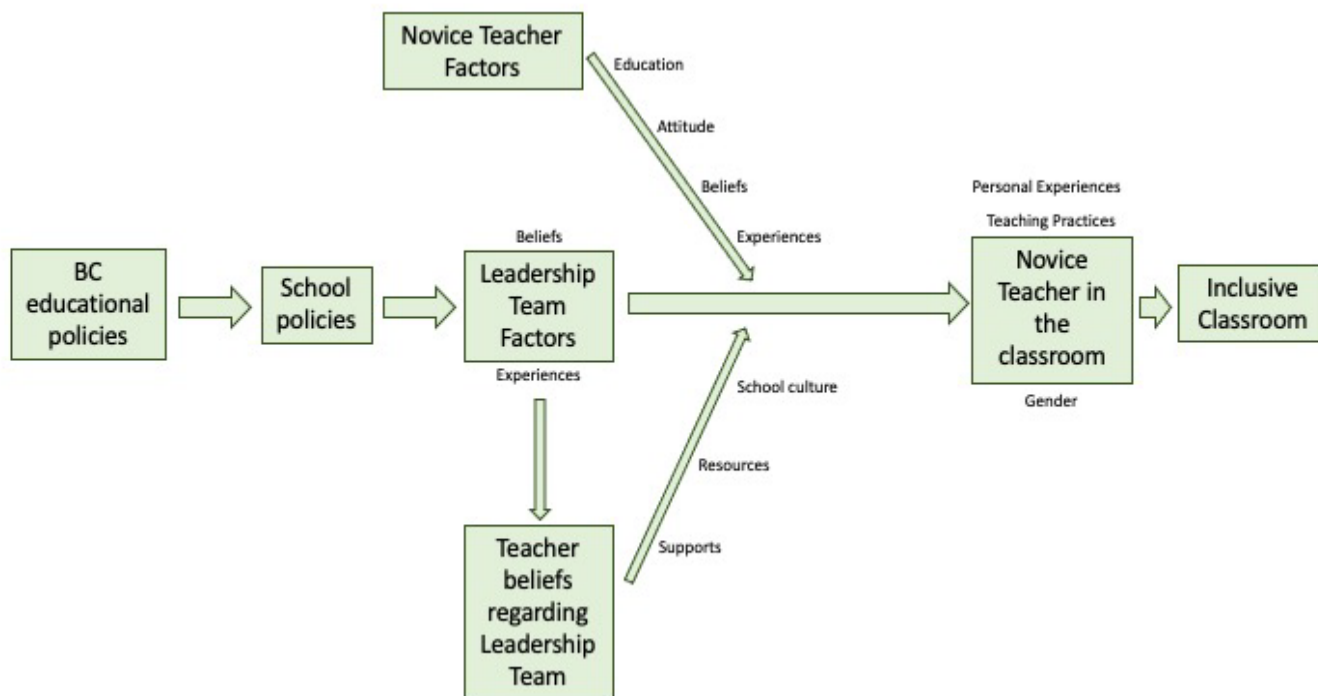 Novice Teacher
Factors
Education
Attitude
Beliefs
Experiences
Personal Experiences
Teaching Practices
BC
educational
policies
School
policies
Beliefs
Leadership
Team
Factors
Experiences
Novice
Teacher in
the
classroom
Gender
Inclusive
Classroom
School culture
Resources
Supports
Teacher
beliefs
regarding
Leadership
Team